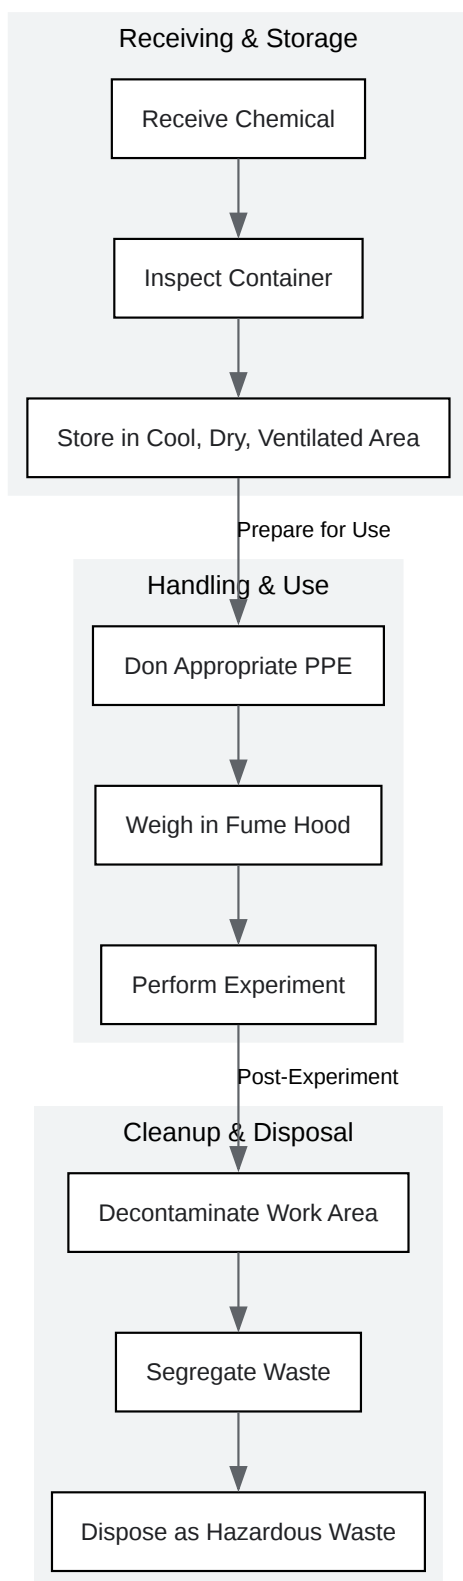 Receiving & Storage
Receive Chemical
Inspect Container
Store in Cool, Dry, Ventilated Area
Prepare for Use
Handling & Use
Don Appropriate PPE
Weigh in Fume Hood
Perform Experiment
Post-Experiment
Cleanup & Disposal
Decontaminate Work Area
Segregate Waste
Dispose as Hazardous Waste